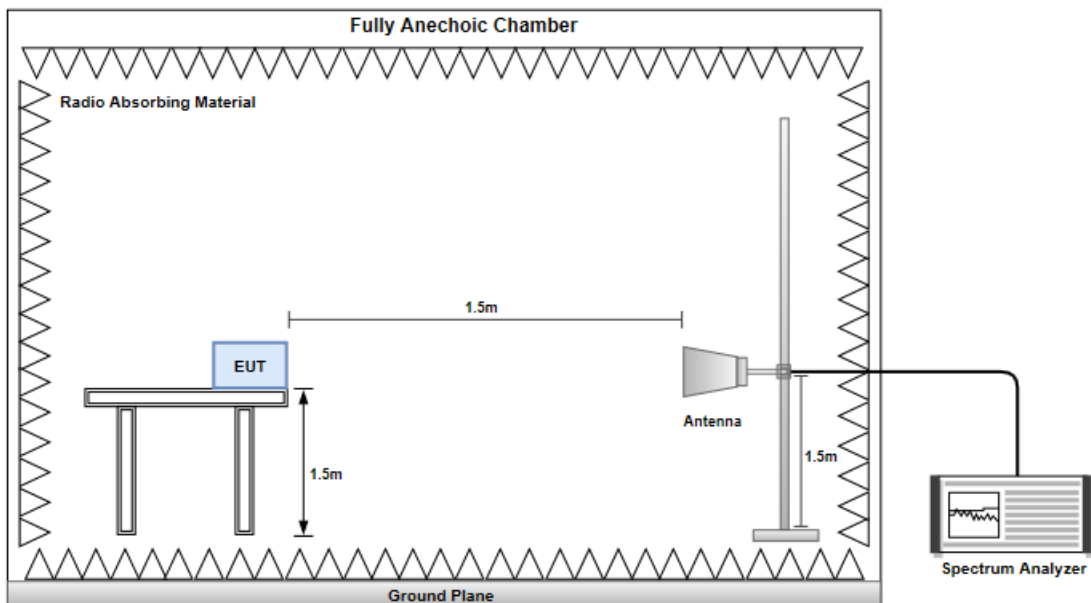 Fully Anechoic Chamber
Radio Absorbing Material
1.5m
EUT
Antenna
1.5m
1.5m
Spectrum Analyzer
Ground Plane